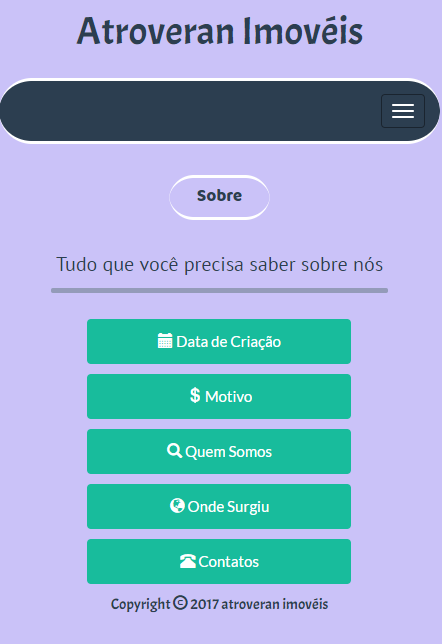 Atroveran Imovéis
Sobre
Tudo que você precisa saber sobre nós
Data de Criação
$ Motivo
Quem Somos
Onde Surgiu
Contatos
Copyright © 2017 atroveran imovéis